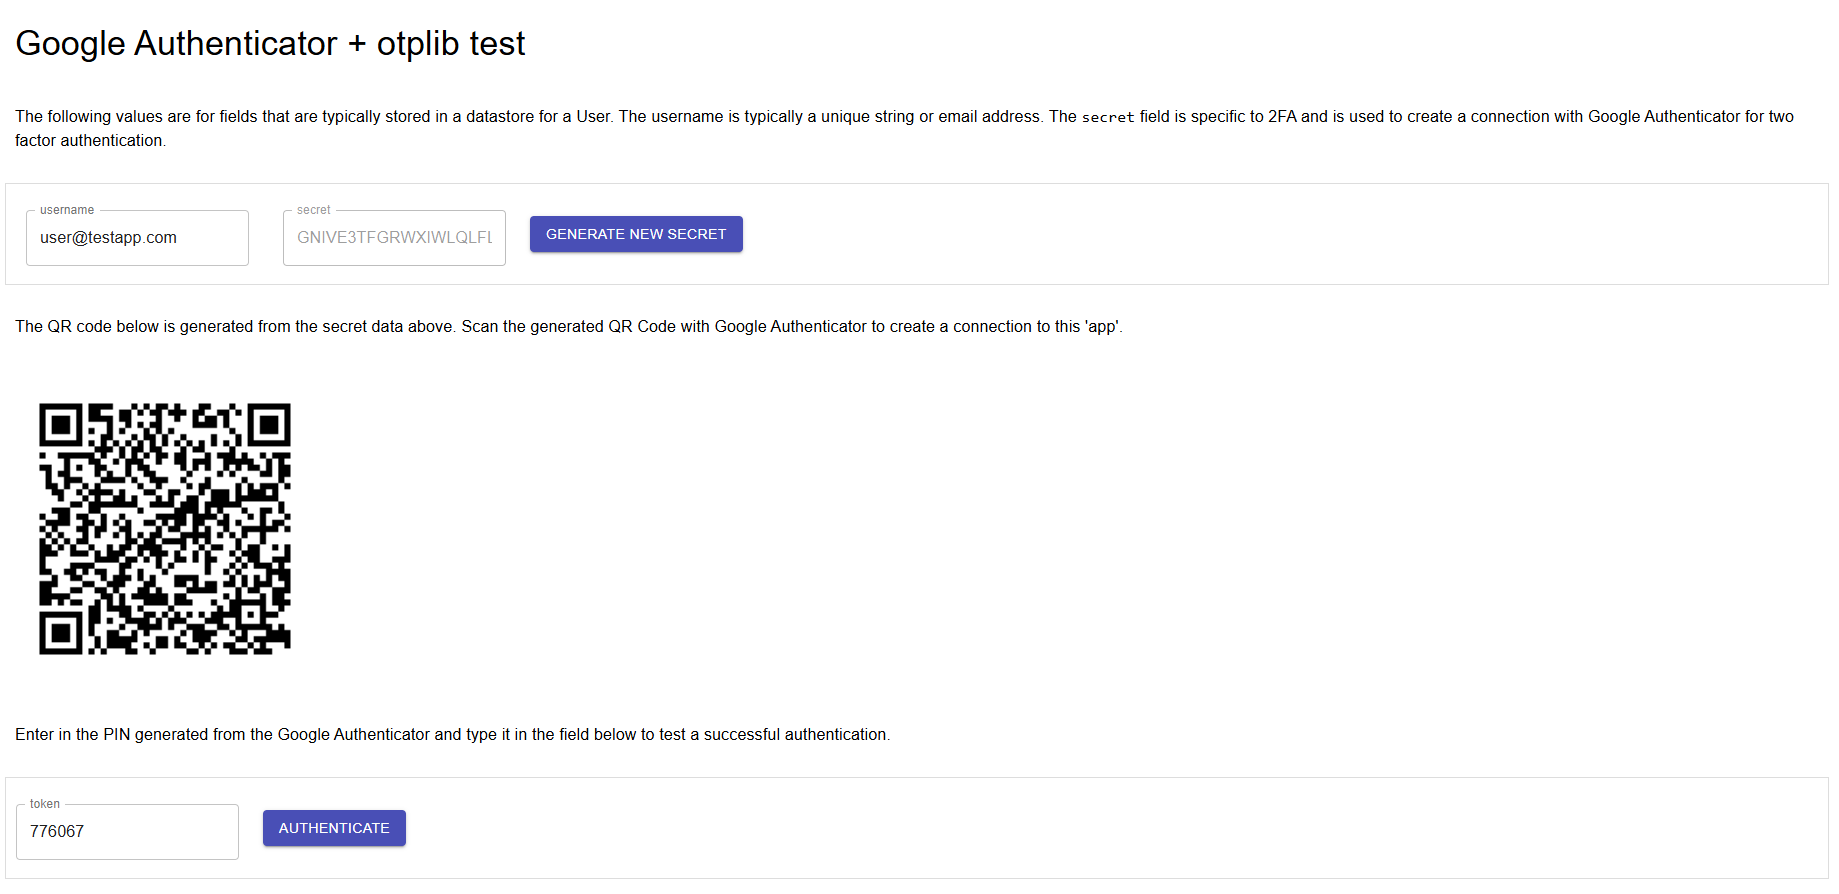 Google Authenticator + otplib test
The following values are for fields that are typically stored in a datastore for a User. The username is typically a unique string or email address. The secret field is specific to 2FA and is used to create a connection with Google Authenticator for two
factor authentication.
username
user@testapp.com
secret
GNIVE3TFGRWXIWLQLFL
GENERATE NEW SECRET
The QR code below is generated from the secret data above. Scan the generated QR Code with Google Authenticator to create a connection to this 'app'.
Enter in the PIN generated from the Google Authenticator and type it in the field below to test a successful authentication.
token
776067
AUTHENTICATE